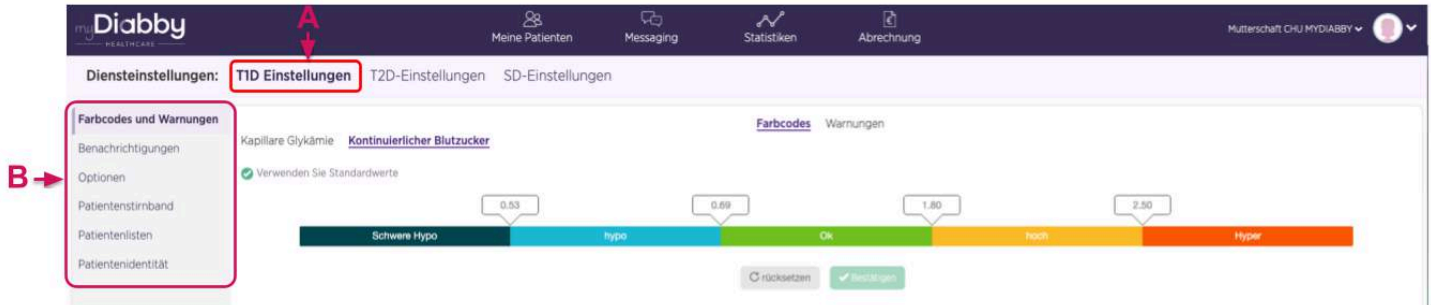 myDiabby
HEALTHCARE
A
Meine Patienten
Messaging
Statistiken
Abrechnung
Mutterschaft CHU MYDIABBY
Diensteinstellungen: T1D Einstellungen T2D-Einstellungen SD-Einstellungen
B
Farbcodes und Warnungen
Benachrichtigungen
Optionen
Patientenstirnband
Patientenlisten
Patientenidentität
Farbcodes Warnungen
Kapillare Glykämie Kontinuierlicher Blutzucker
Verwenden Sie Standardwerte
0.53 0.69 1.80 2.50
Schwere Hypo hypo Ok hoch Hyper
rücksetzen Bestätigen